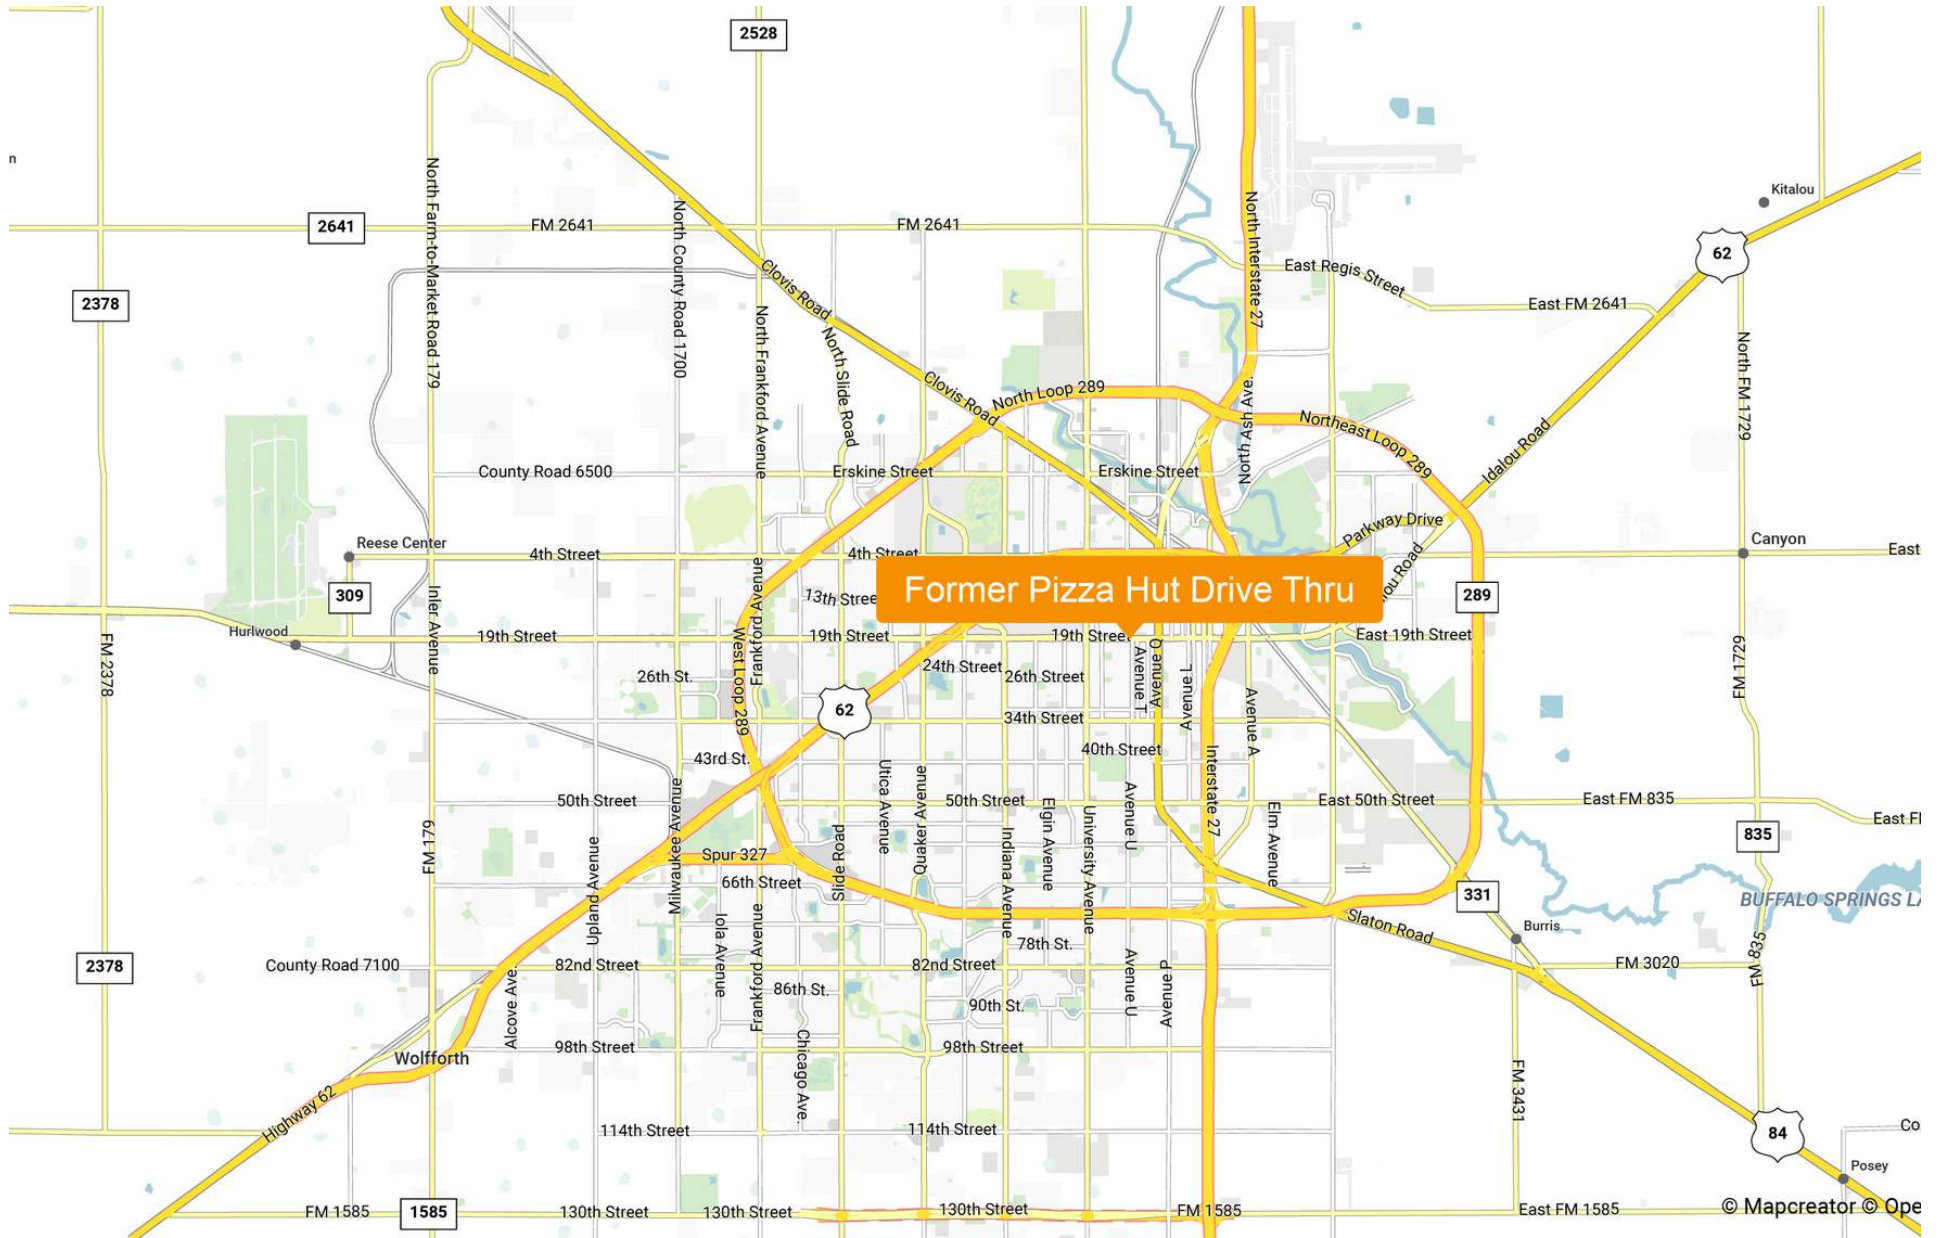 2528
n
Kitalou
2641
FM 2641
FM 2641
North Farm-to-Market Road 179
North County Road 1700
North Interstate 27
62
Clovis Road
East Regis Street
2378
East FM 2641
North Frankford Avenue
North Slide Road
North FM 1729
Clovis Road
North Loop 289
North Ash Ave.
Northeast Loop 289
Idalou Road
County Road 6500
Erskine Street
Erskine Street
Parkway Drive
Reese Center
4th Street
4th Street
Canyon
East
309
Inler Avenue
Frankford Avenue
13th Stree
Former Pizza Hut Drive Thru
lou Road
289
Hurlwood
19th Street
19th Street
19th Street
East 19th Street
FM 2378
West Loop 289
24th Street
26th St.
26th Street
Avenue T
Avenue Q
Avenue L
Avenue A
FM 1729
62
34th Street
43rd St.
40th Street
Interstate 27
Utica Avenue
Quaker Avenue
50th Street
50th Street
East 50th Street
East FM 835
East F
Milwaukee Avenue
Elgin Avenue
University Avenue
Avenue U
Elm Avenue
FM 179
Upland Avenue
Spur 327
Slide Road
Indiana Avenue
835
66th Street
331
BUFFALO SPRINGS LA
Iola Avenue
Frankford Avenue
Slaton Road
Burris
78th St.
County Road 7100
82nd Street
82nd Street
Avenue U
Avenue P
FM 3020
FM 835
2378
86th St.
90th St.
Alcove Ave.
98th Street
98th Street
Chicago Ave.
Wolfforth
Highway 62
FM 3431
114th Street
114th Street
84
Co
Posey
FM 1585
1585
130th Street
130th Street
130th Street
FM 1585
East FM 1585
© Mapcreator © Ope